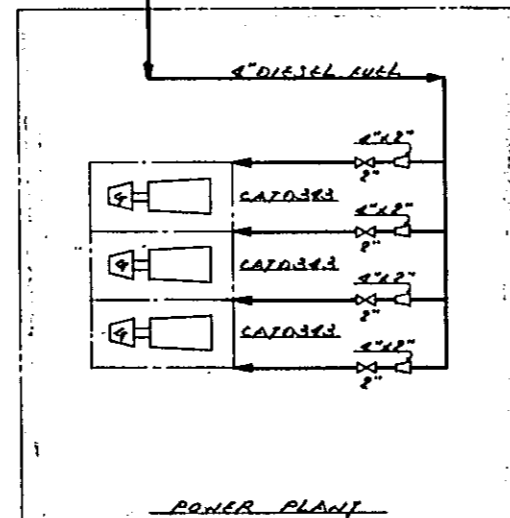 4" DIESEL FUEL
4"x2"
2"
CAT D343
4"x2"
2"
G
CAT D343
4"x2"
2"
G
CAT D343
4"x2"
2"
G
POWER PLANT